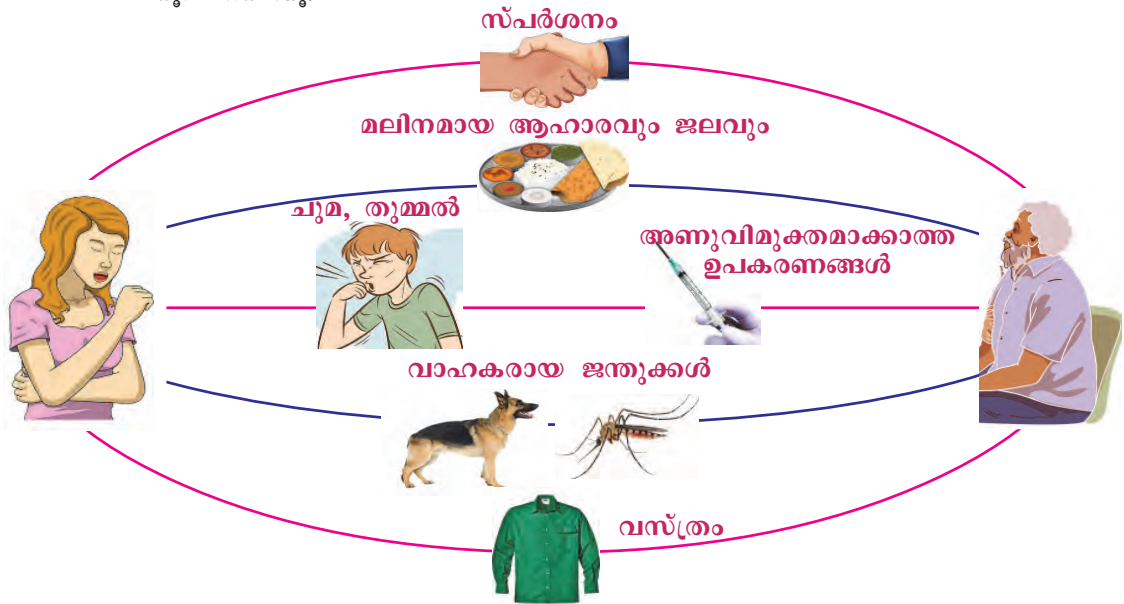 സ്പർശനം
മലിനമായ ആഹാരവും ജലവും
ചുമ, തുമ്മൽ
അണുവിമുക്തമാക്കാത്ത
ഉപകരണങ്ങൾ
വാഹകരായ ജന്തുക്കൾ
വസ്ത്രം